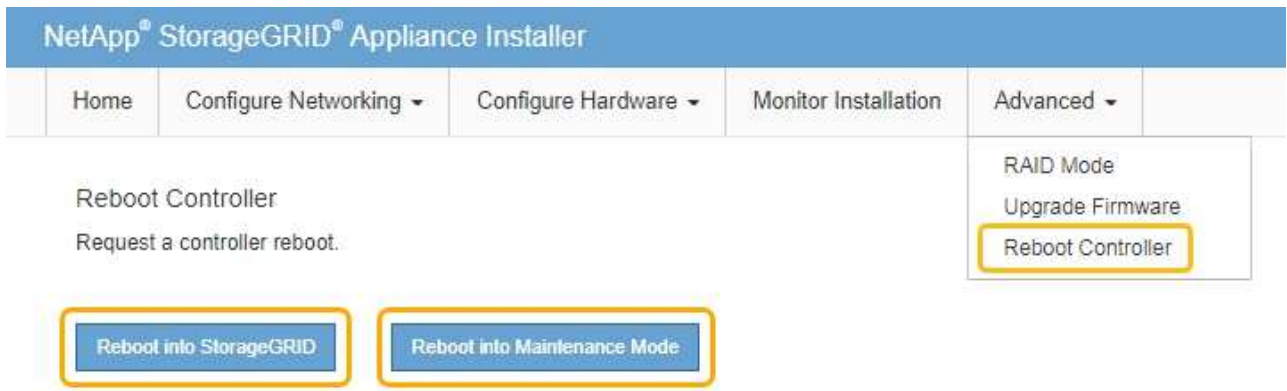 NetApp® StorageGRID® Appliance Installer
Home Configure Networking Configure Hardware Monitor Installation Advanced
RAID Mode
Upgrade Firmware
Reboot Controller
Reboot Controller
Request a controller reboot.
Reboot into StorageGRID Reboot into Maintenance Mode